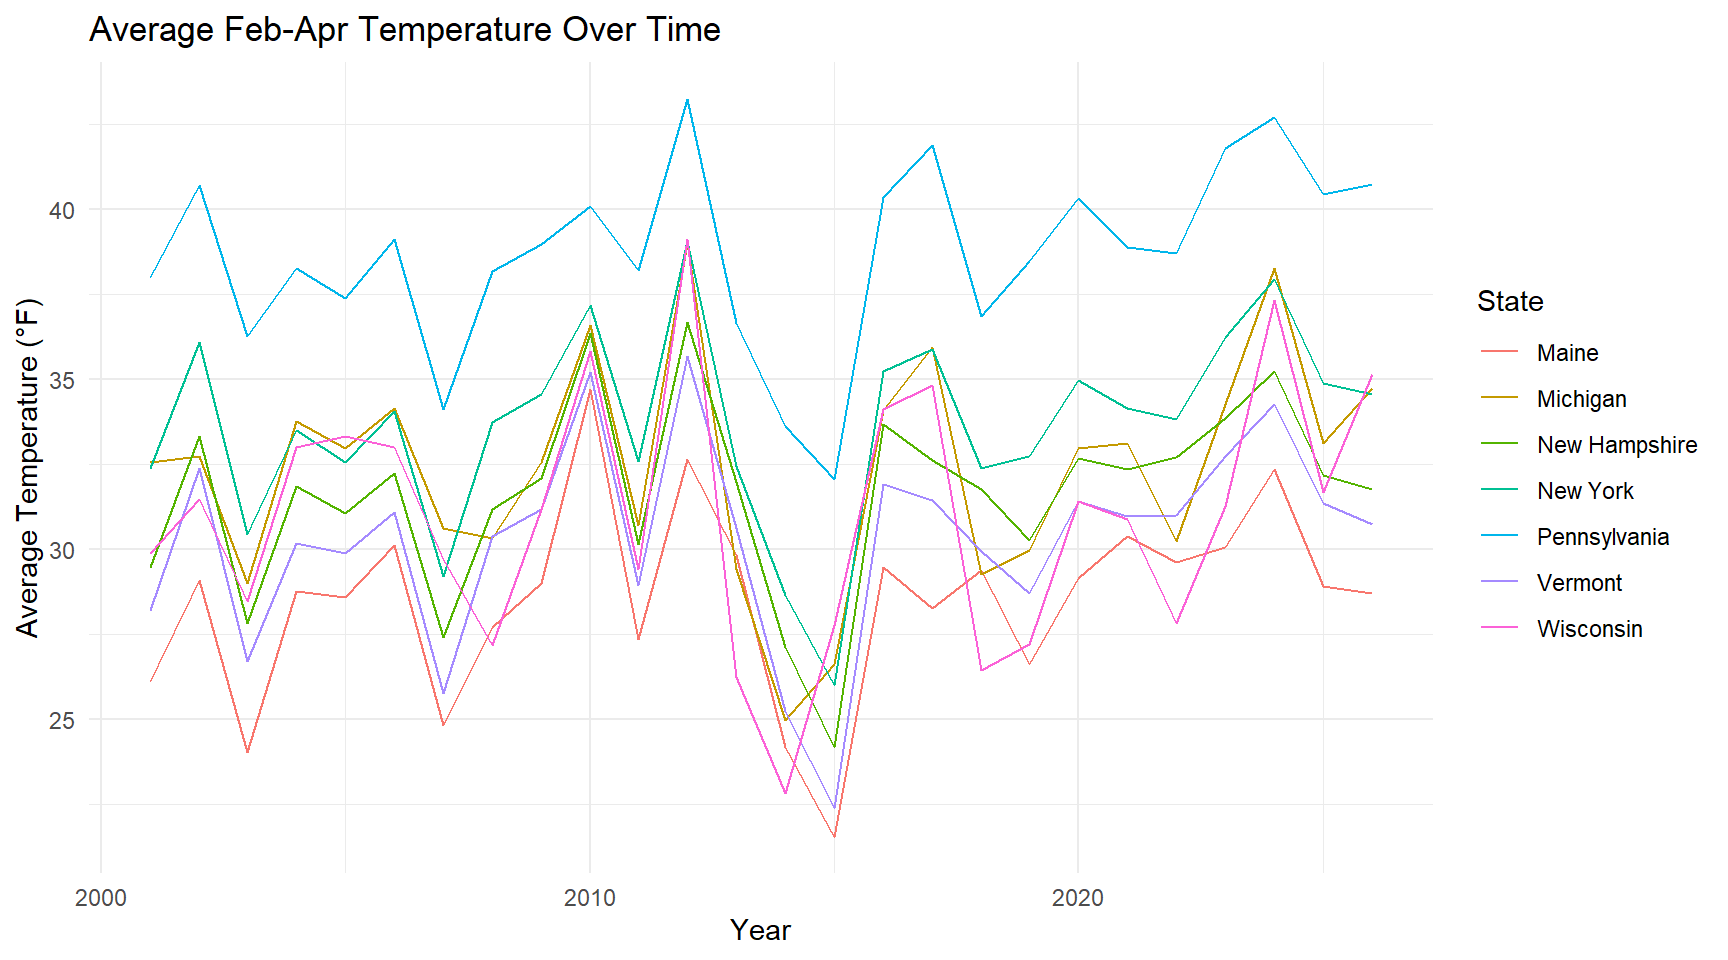 Average Feb-Apr Temperature Over Time
Average Temperature (°F)
40
35
30
25
2000
2010
2020
Year
State
Maine
Michigan
New Hampshire
New York
Pennsylvania
Vermont
Wisconsin